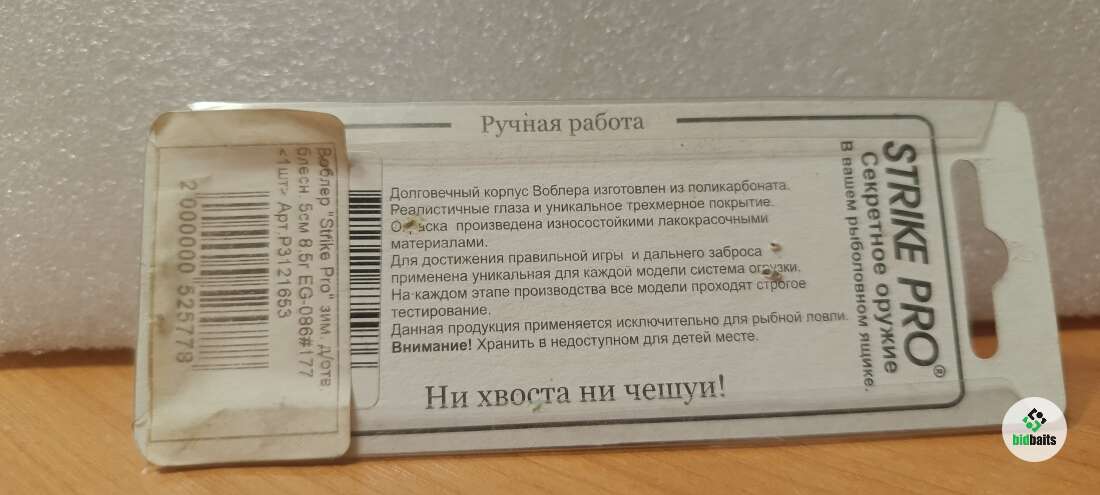 Ручная работа
Долговечный корпус Воблера изготовлен из поликарбоната.
Реалистичные глаза и уникальное трехмерное покрытие.
Окраска произведена износостойкими лакокрасочными
материалами.
Для достижения правильной игры и дальнего заброса
применена уникальная для каждой модели система огрузки.
На каждом этапе производства все модели проходят строгое
тестирование.
Данная продукция применяется исключительно для рыбной ловли.
Внимание! Хранить в недоступном для детей месте.
Ни хвоста ни чешуи!
STRIKE PRO®
Секретное оружие
В вашем рыболовном ящике.
Воблер "Strike Pro" зим. д/отв.
блесн 5см 8,5г EG-086#177
<1шт> Арт.P3121653
2 000000 525778
bidbaits